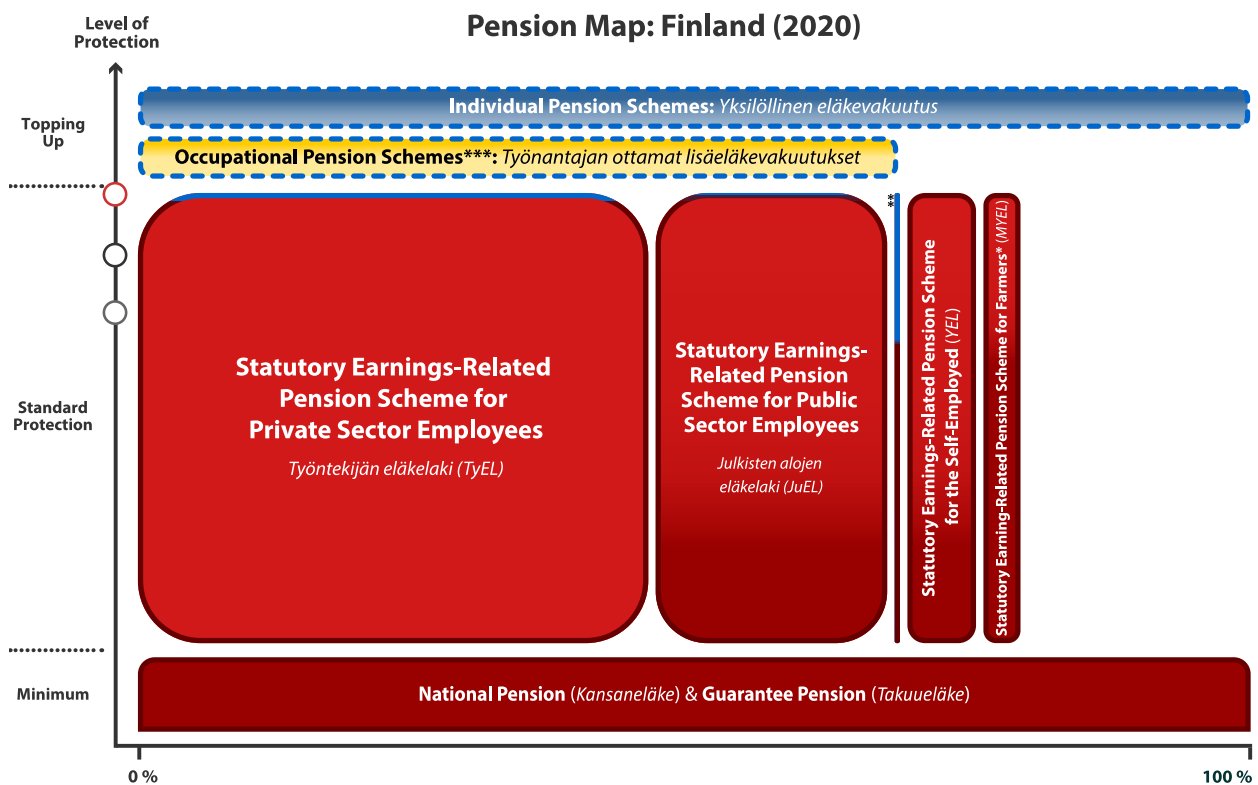 Pension Map: Finland (2020)
Level of
Protection
Topping
Up
Individual Pension Schemes: Yksilöllinen eläkevakuutus
Occupational Pension Schemes***: Työnantajan ottamat lisäeläkevakuutukset
Standard
Protection
Statutory Earnings-Related
Pension Scheme for
Private Sector Employees
Työntekijän eläkelaki (TyEL)
Statutory Earnings-
Related Pension
Scheme for Public
Sector Employees
Julkisten alojen
eläkelaki (JuEL)
**
Statutory Earnings-Related Pension Scheme
for the Self-Employed (YEL)
Statutory Earning-Related Pension Scheme for Farmers* (MYEL)
Minimum
National Pension (Kansaneläke) & Guarantee Pension (Takuueläke)
0 %
100 %